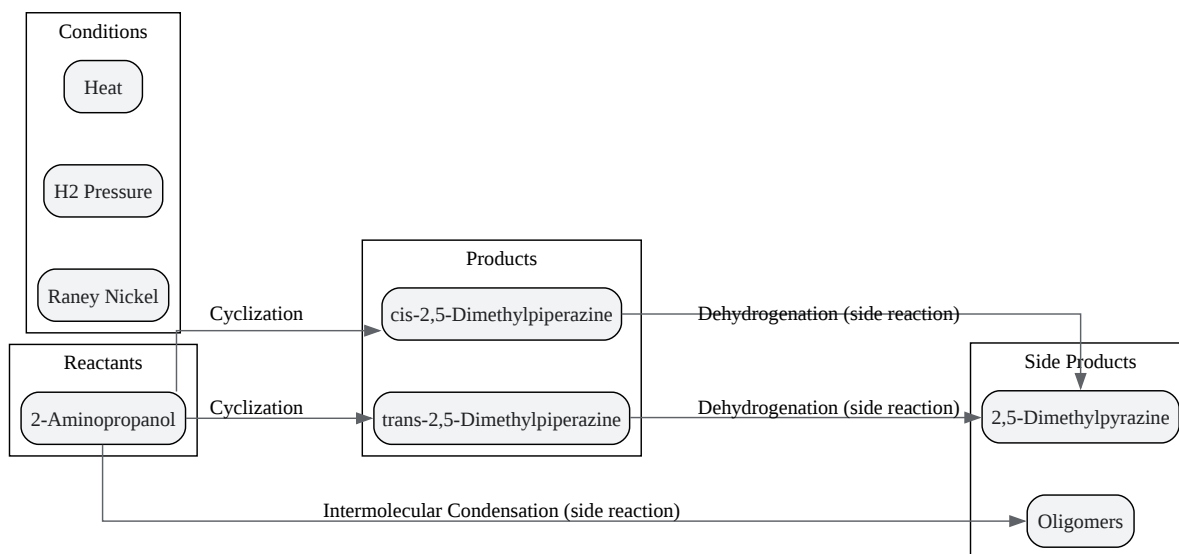 Conditions
Heat
H2 Pressure
Raney Nickel
Reactants
2-Aminopropanol
Cyclization
Cyclization
Products
cis-2,5-Dimethylpiperazine
trans-2,5-Dimethylpiperazine
Dehydrogenation (side reaction)
Dehydrogenation (side reaction)
Intermolecular Condensation (side reaction)
Side Products
2,5-Dimethylpyrazine
Oligomers